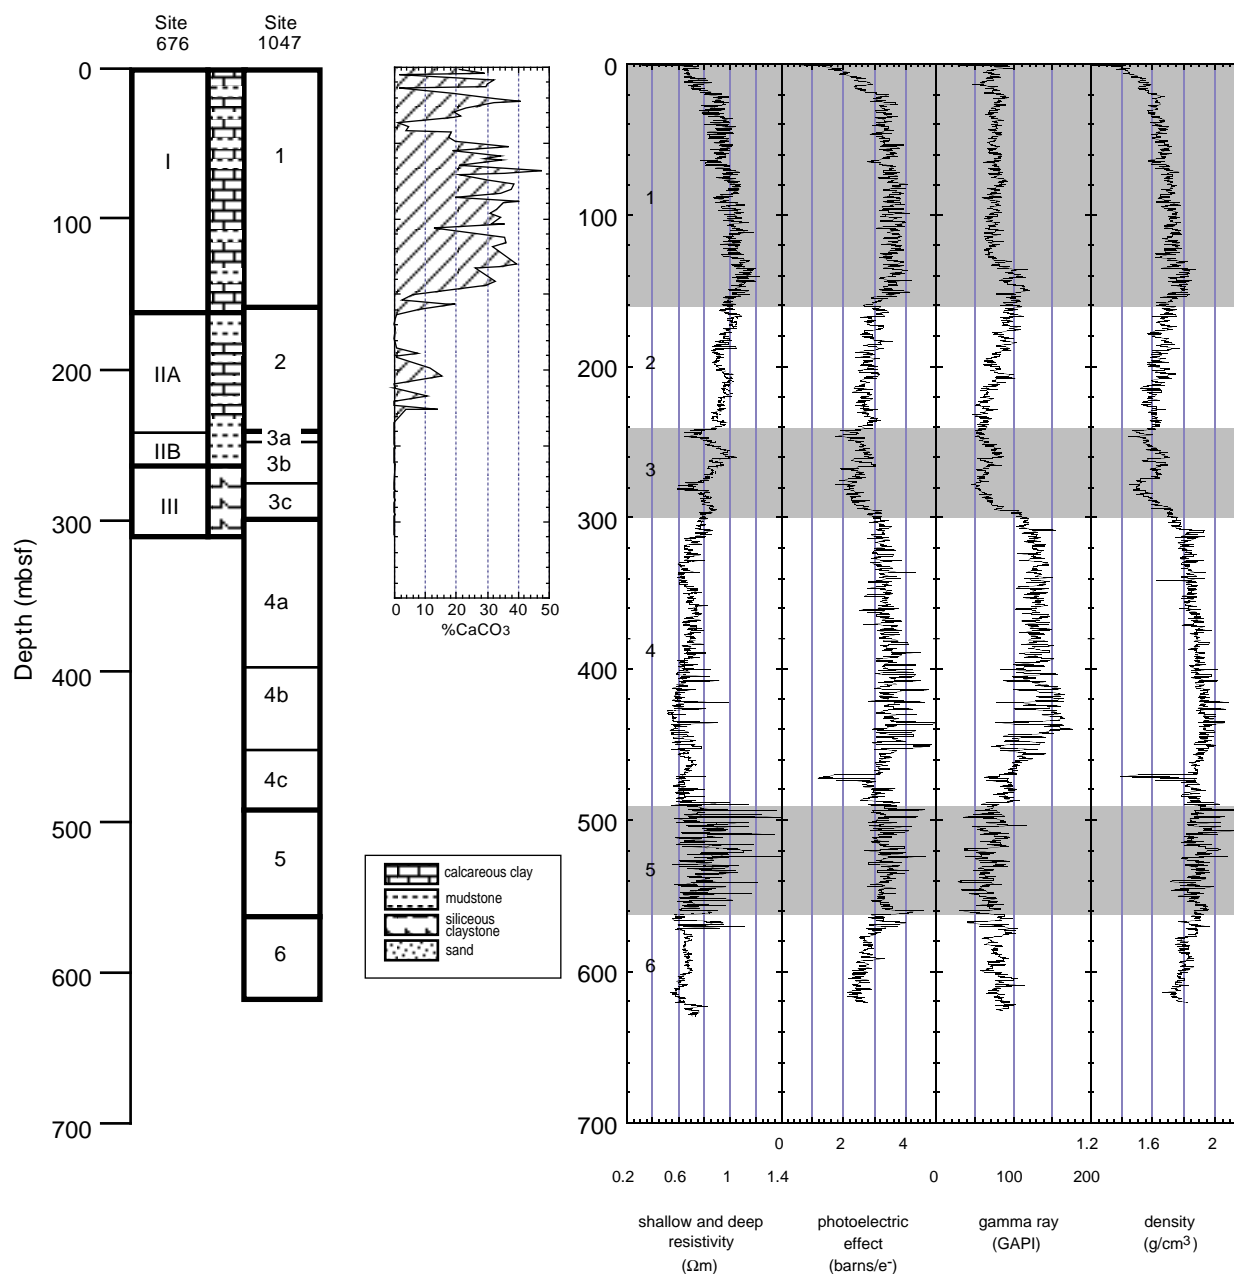 Site
676
Site
1047
0
100
200
300
400
500
600
700
Depth (mbsf)
I
IIA
IIB
III
1
2
3a
3b
3c
4a
4b
4c
5
6
0 10 20 30 40 50
%CaCO3
calcareous clay
mudstone
siliceous
claystone
sand
0
100
200
300
400
500
600
700
1
2
3
4
5
6
0 2 4 1.2 1.6 2
0.2 0.6 1 1.4 0 100 200
shallow and deep
resistivity
(Ωm)
photoelectric
effect
(barns/e-)
gamma ray
(GAPI)
density
(g/cm3)